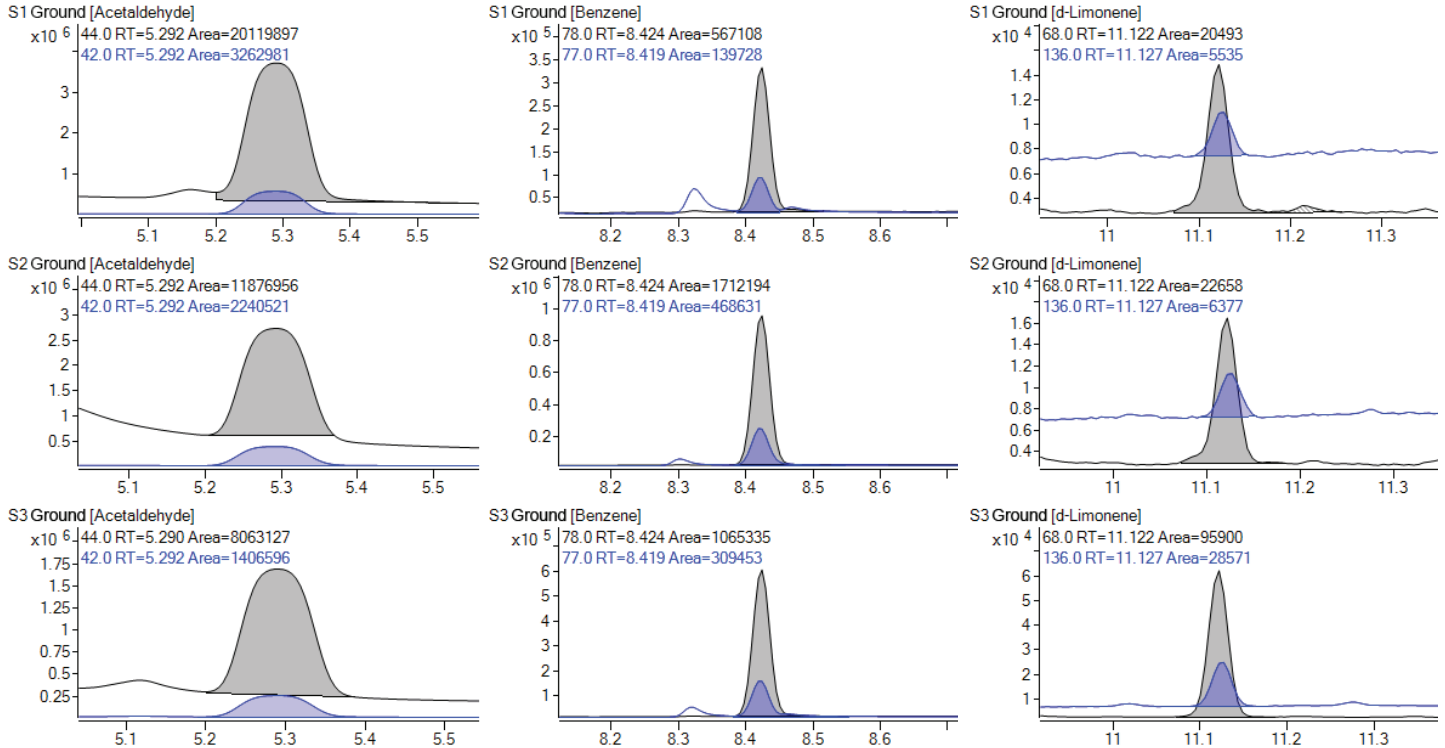 S1 Ground [Acetaldehyde]
x10 6
44.0 RT=5.292 Area=20119897
42.0 RT=5.292 Area=3262981
3
2
1
5.1 5.2 5.3 5.4 5.5
S1 Ground [Benzene]
x10 5
78.0 RT=8.424 Area=567108
77.0 RT=8.419 Area=139728
3.5
3
2.5
2
1.5
1
0.5
8.2 8.3 8.4 8.5 8.6
S1 Ground [d-Limonene]
x10 4
68.0 RT=11.122 Area=20493
136.0 RT=11.127 Area=5535
1.4
1.2
1
0.8
0.6
0.4
11 11.1 11.2 11.3
S2 Ground [Acetaldehyde]
x10 6
44.0 RT=5.292 Area=11876956
42.0 RT=5.292 Area=2240521
3
2.5
2
1.5
1
0.5
5.1 5.2 5.3 5.4 5.5
S2 Ground [Benzene]
x10 6
78.0 RT=8.424 Area=1712194
77.0 RT=8.419 Area=468631
1
0.8
0.6
0.4
0.2
8.2 8.3 8.4 8.5 8.6
S2 Ground [d-Limonene]
x10 4
68.0 RT=11.122 Area=22658
136.0 RT=11.127 Area=6377
1.6
1.4
1.2
1
0.8
0.6
0.4
11 11.1 11.2 11.3
S3 Ground [Acetaldehyde]
x10 6
44.0 RT=5.290 Area=8063127
42.0 RT=5.292 Area=1406596
1.75
1.5
1.25
1
0.75
0.5
0.25
5.1 5.2 5.3 5.4 5.5
S3 Ground [Benzene]
x10 5
78.0 RT=8.424 Area=1065335
77.0 RT=8.419 Area=309453
6
5
4
3
2
1
8.2 8.3 8.4 8.5 8.6
S3 Ground [d-Limonene]
x10 4
68.0 RT=11.122 Area=95900
136.0 RT=11.127 Area=28571
6
5
4
3
2
1
11 11.1 11.2 11.3